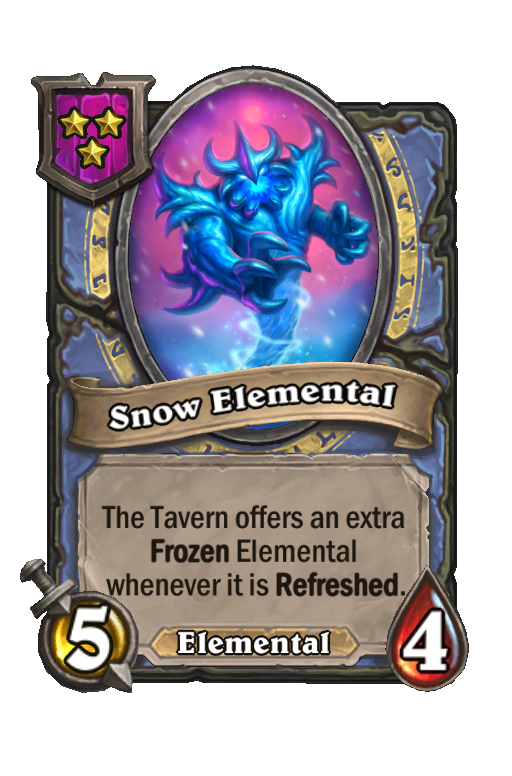 Snow Elemental
The Tavern offers an extra
Frozen Elemental
whenever it is Refreshed.
5
Elemental
4